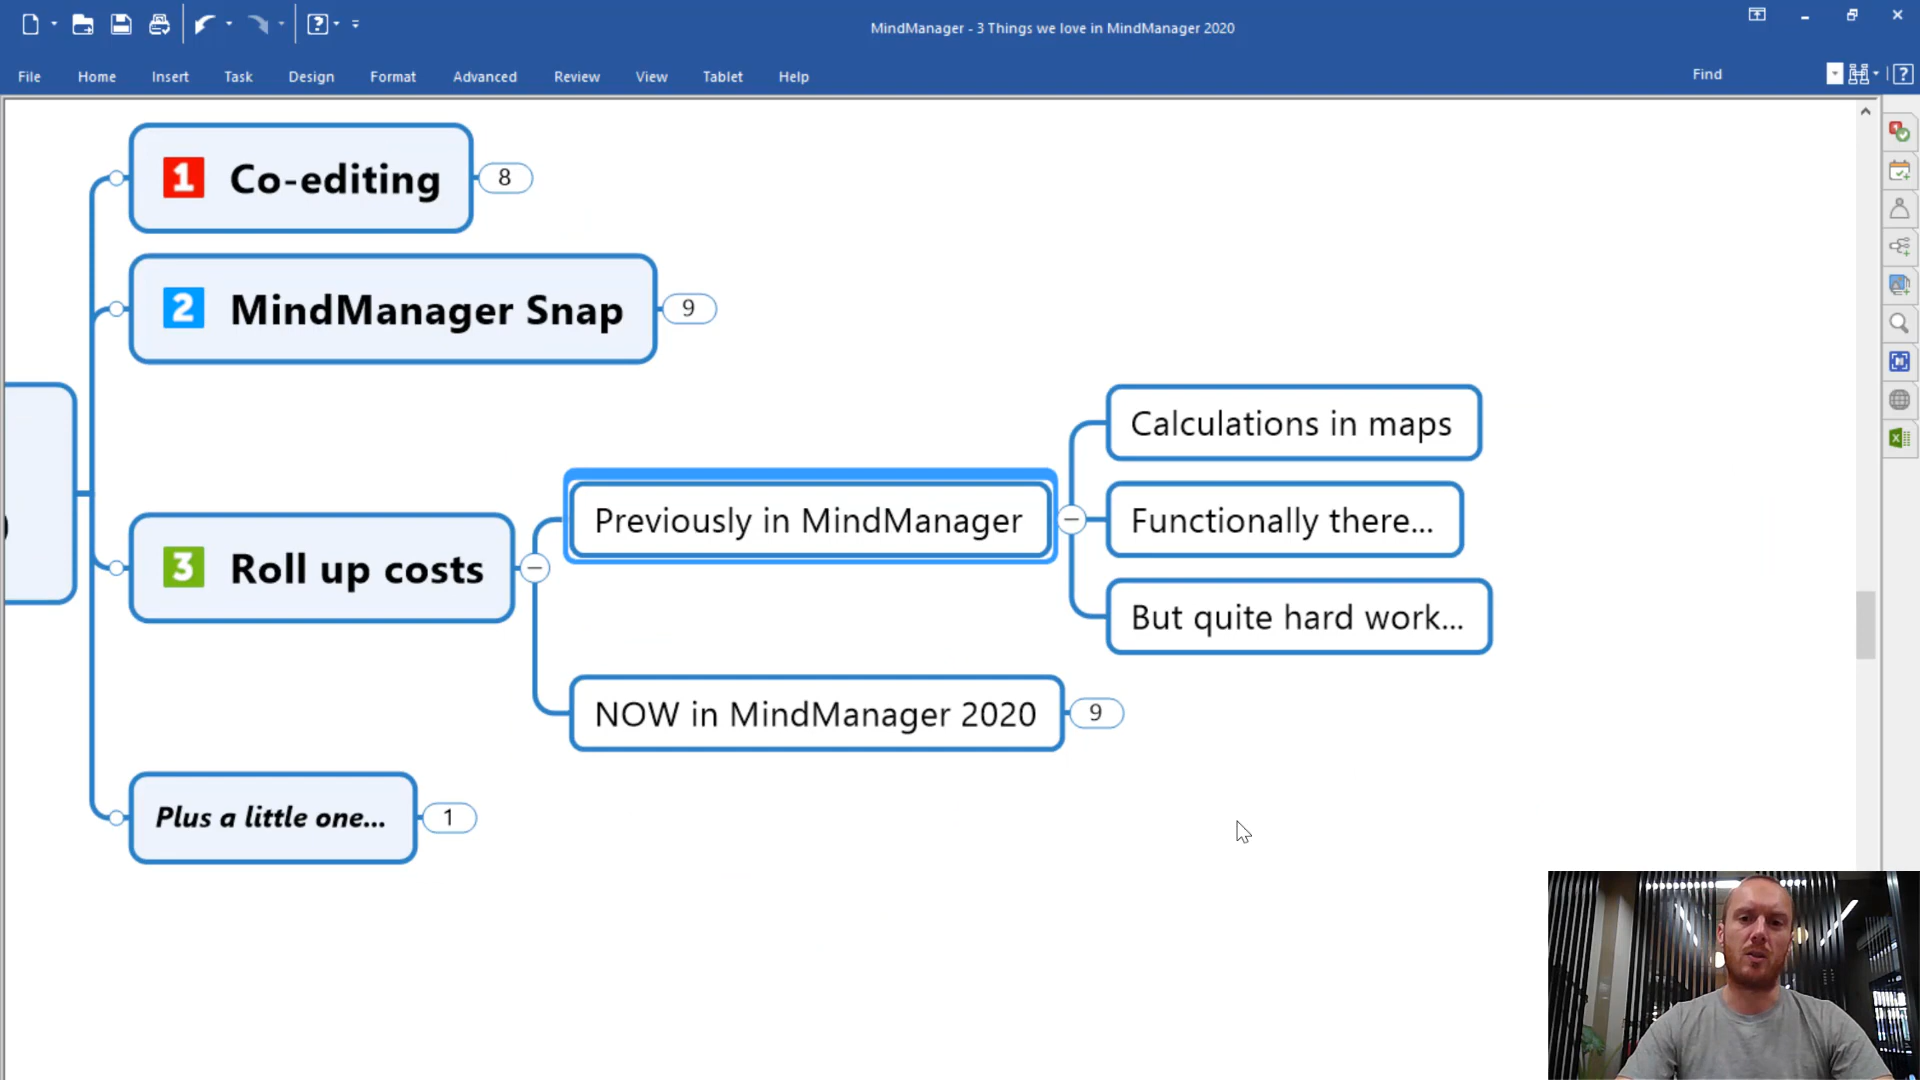 MindManager - 3 Things we love in MindManager 2020
File Home Insert Task Design Format Advanced Review View Tablet Help Find
1 Co-editing 8
2 MindManager Snap 9
Calculations in maps
Previously in MindManager
Functionally there...
3 Roll up costs
But quite hard work...
NOW in MindManager 2020 9
Plus a little one... 1